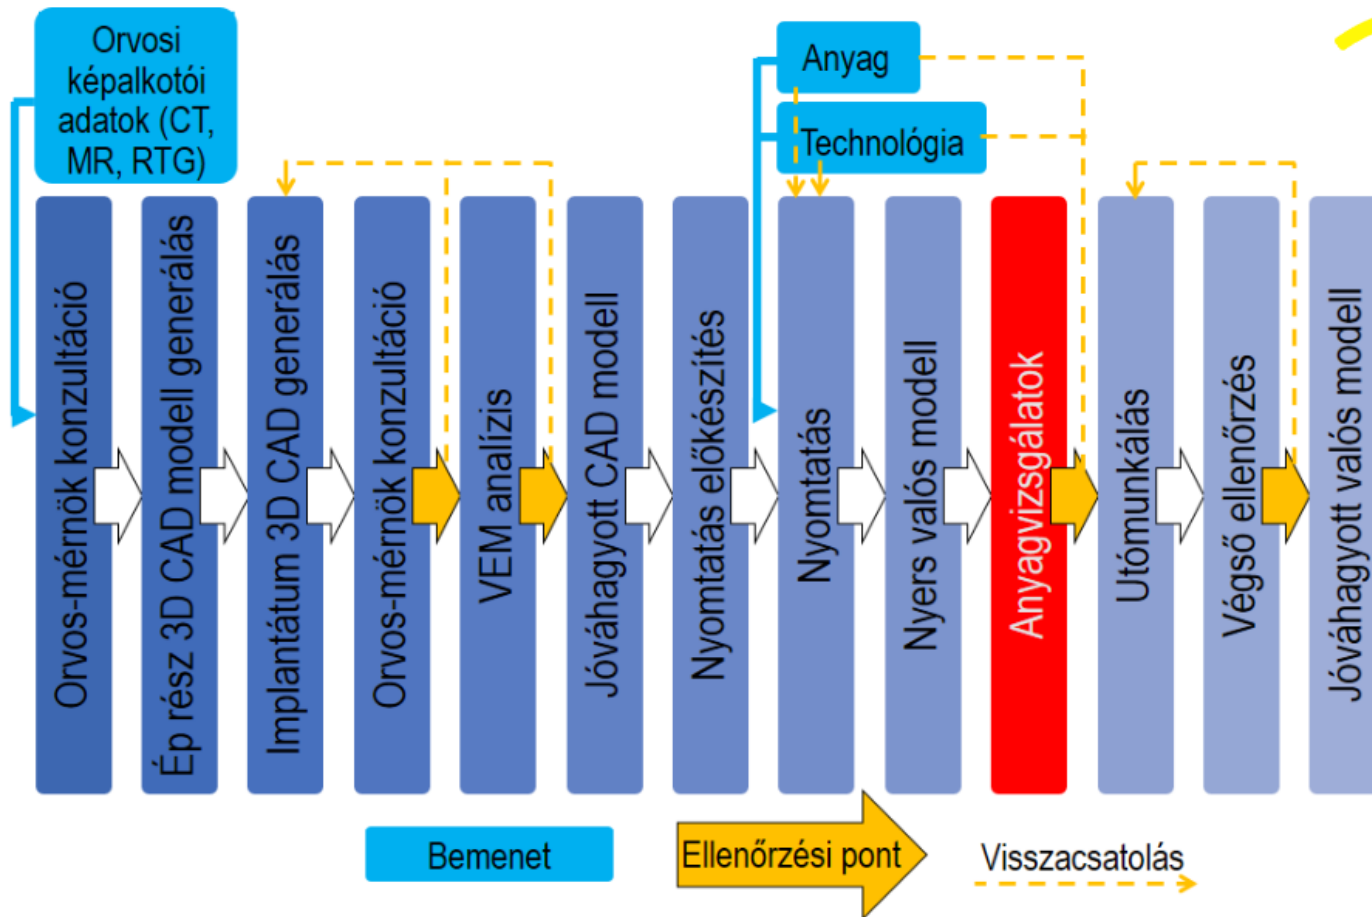 Orvosi
képalkotói
adatok (CT,
MR, RTG)
Anyag
Technológia
Orvos-mérnök konzultáció
Ép rész 3D CAD modell generálás
Implantátum 3D CAD generálás
Orvos-mérnök konzultáció
VEM analízis
Jóváhagyott CAD modell
Nyomtatás előkészítés
Nyomtatás
Nyers valós modell
Anyagvizsgálatok
Utómunkálás
Végső ellenőrzés
Jóváhagyott valós modell
Bemenet
Ellenőrzési pont
Visszacsatolás